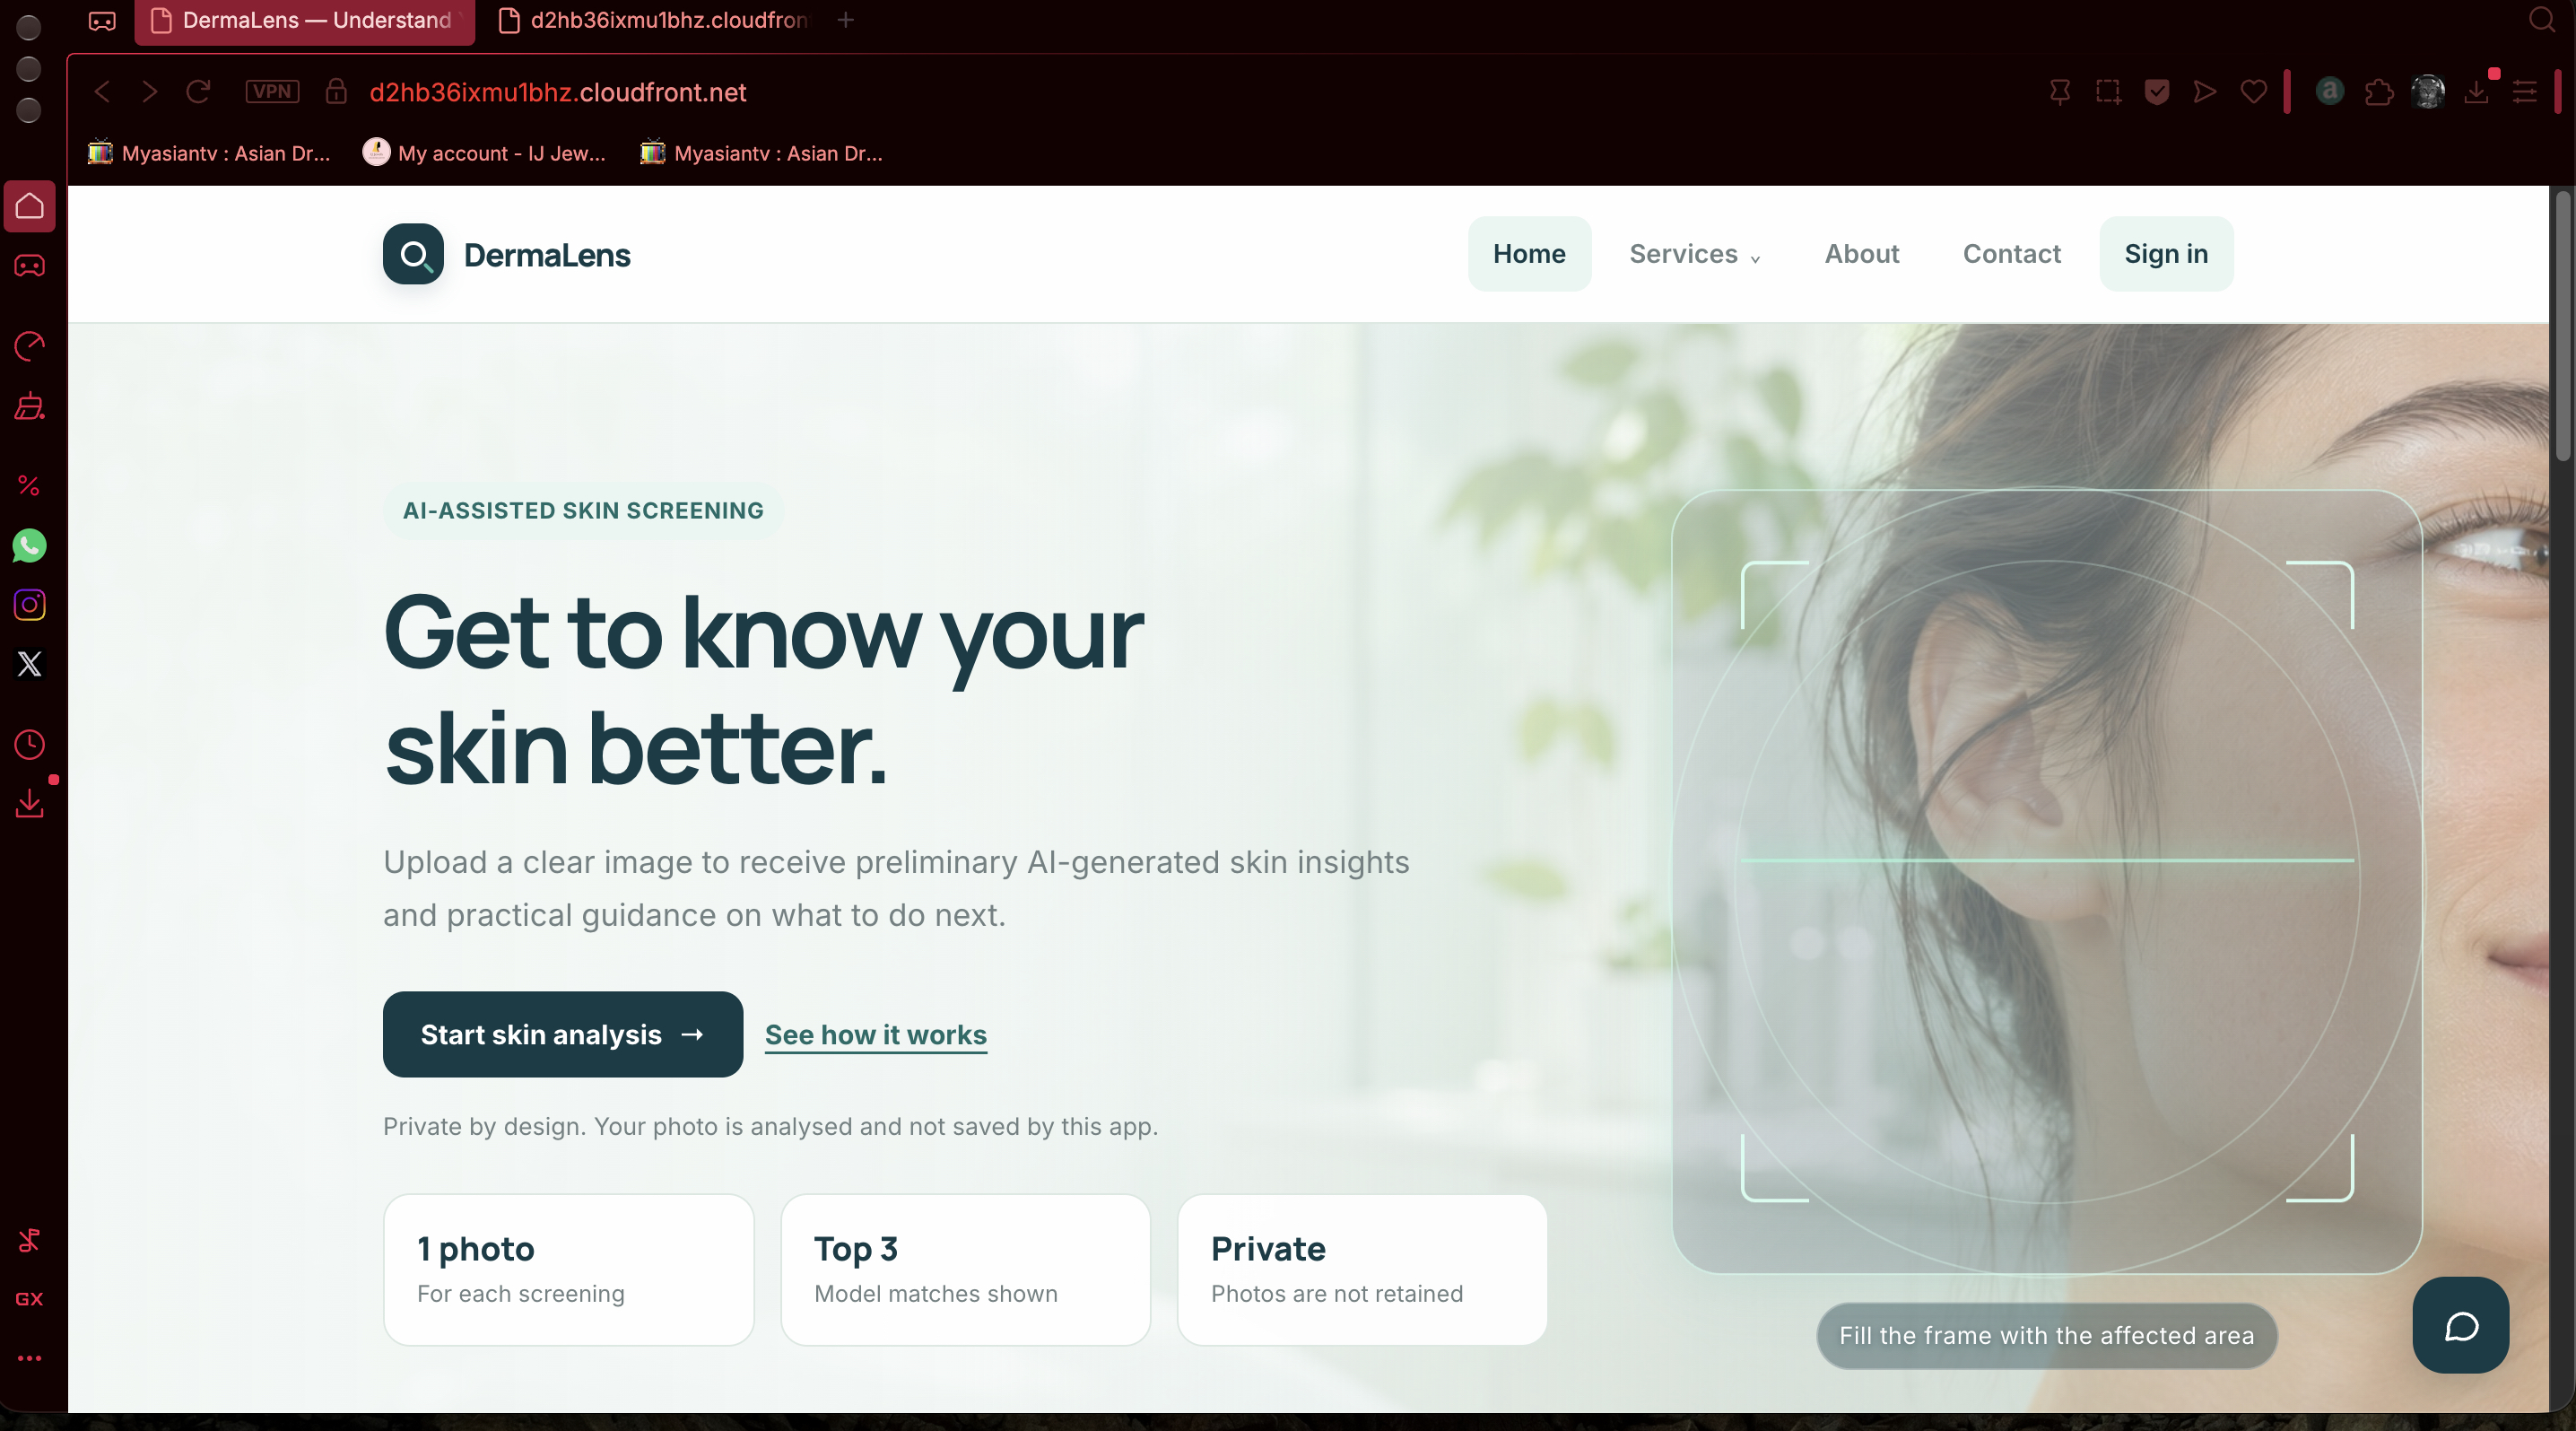 DermaLens — Understand
d2hb36ixmu1bhz.cloudfron
VPN
d2hb36ixmu1bhz.cloudfront.net
Myasiantv : Asian Dr...
My account - IJ Jew...
Myasiantv : Asian Dr...
DermaLens
Home
Services
About
Contact
Sign in
AI-ASSISTED SKIN SCREENING
Get to know your
skin better.
Upload a clear image to receive preliminary AI-generated skin insights
and practical guidance on what to do next.
Start skin analysis →
See how it works
Private by design. Your photo is analysed and not saved by this app.
1 photo
For each screening
Top 3
Model matches shown
Private
Photos are not retained
Fill the frame with the affected area
GX